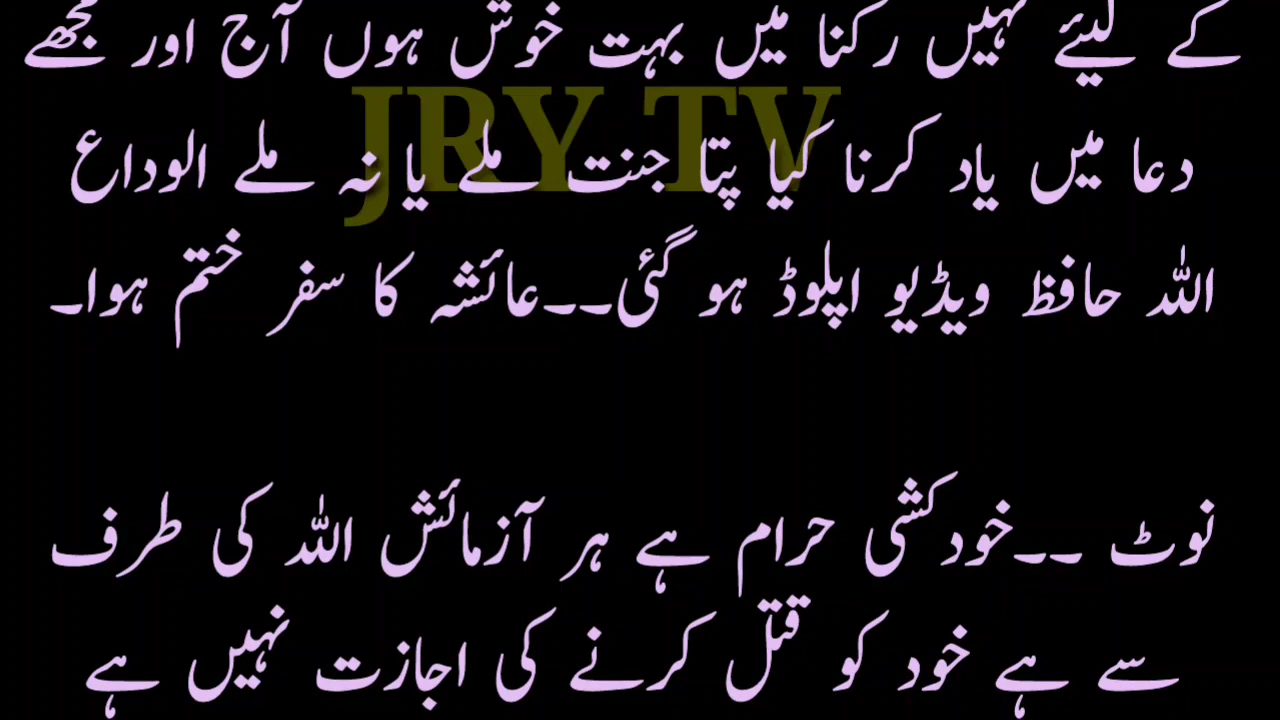 کے لیئے نہیں رکنا میں بہت خوش ہوں آج اور مجھے
JRY TV
دعا میں یاد کرنا کیا پتا جنت ملے یا نہ ملے الوداع
اللہ حافظ ویڈیو اپلوڈ ہو گئی۔۔عائشہ کا سفر ختم ہوا۔
نوٹ ۔۔خودکشی حرام ہے ہر آزمائش اللہ کی طرف
سے ہے خود کو قتل کرنے کی اجازت نہیں ہے